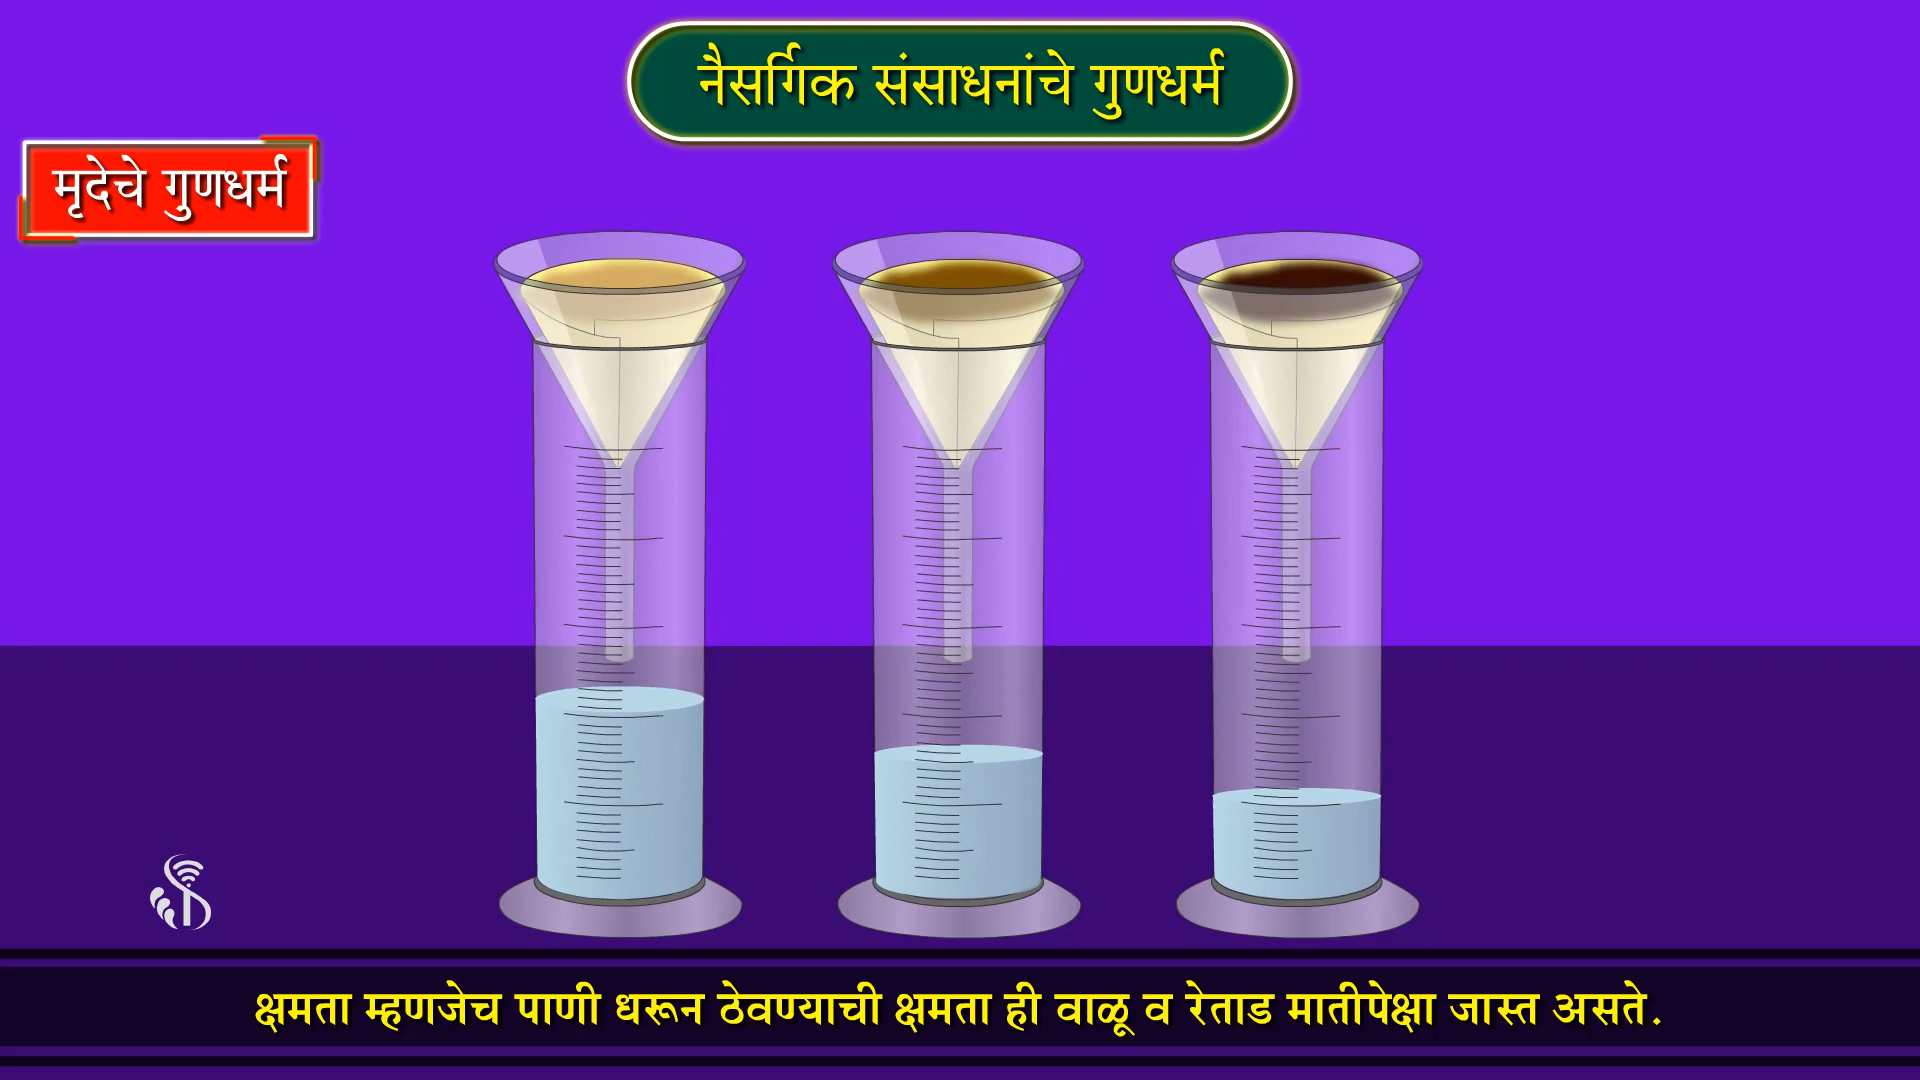 नैसर्गिक संसाधनांचे गुणधर्म
मृदेचे गुणधर्म
क्षमता म्हणजेच पाणी धरून ठेवण्याची क्षमता ही वाळू व रेताड मातीपेक्षा जास्त असते.